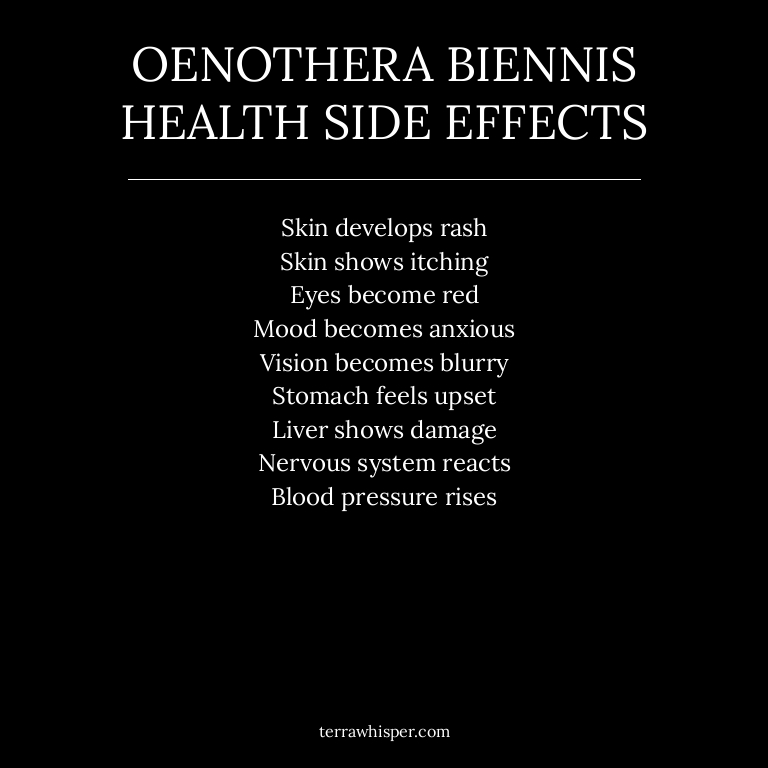 OENOTHERA BIENNIS
HEALTH SIDE EFFECTS
Skin develops rash
Skin shows itching
Eyes become red
Mood becomes anxious
Vision becomes blurry
Stomach feels upset
Liver shows damage
Nervous system reacts
Blood pressure rises
terrawhisper.com